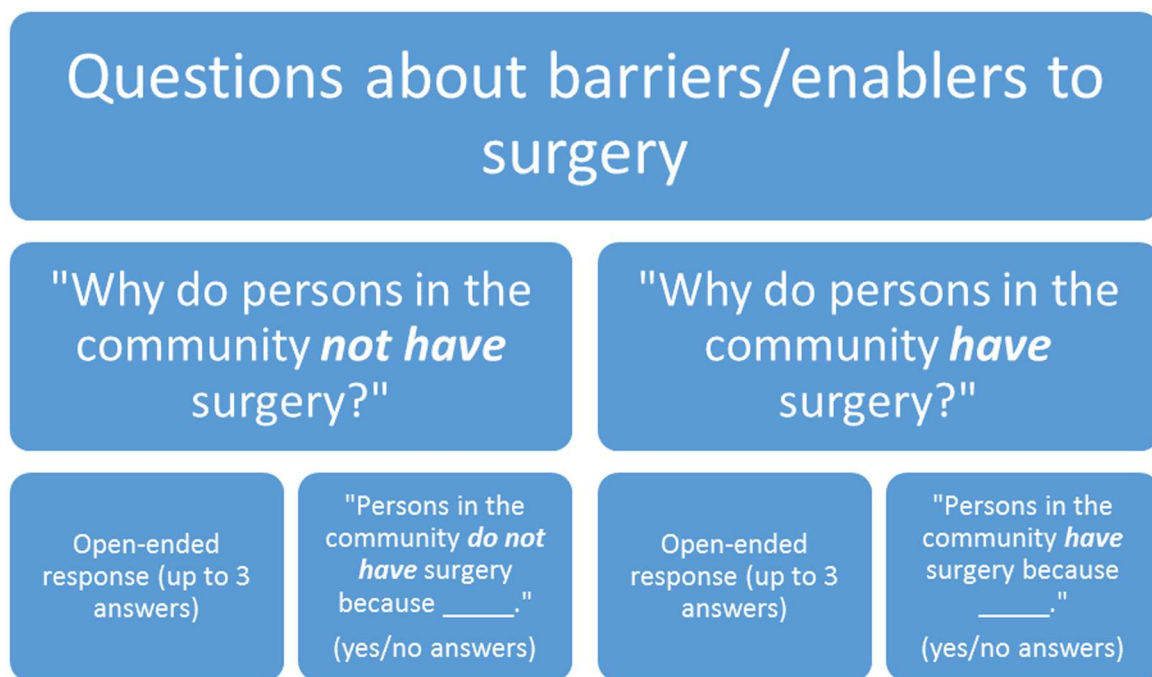 Questions about barriers/enablers to
surgery
"Why do persons in the
community not have
surgery?"
"Why do persons in the
community have
surgery?"
Open-ended
response (up to 3
answers)
"Persons in the
community do not
have surgery
because _____."
(yes/no answers)
Open-ended
response (up to 3
answers)
"Persons in the
community have
surgery because
_____."
(yes/no answers)